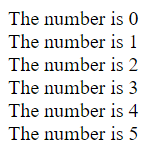 The number is 0
The number is 1
The number is 2
The number is 3
The number is 4
The number is 5